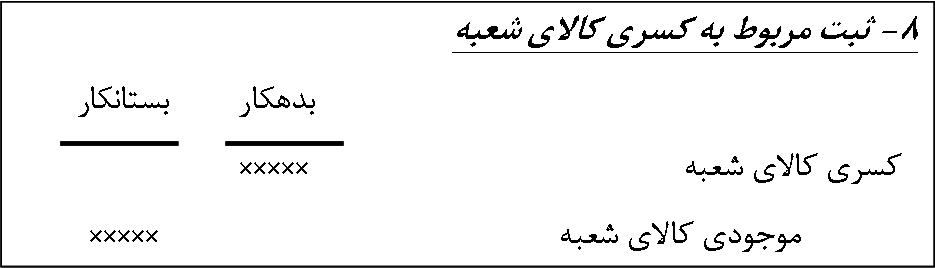 ۸- ثبت مربوط به کسری کالای شعبه
بدهکار بستانکار
کسری کالای شعبه ×××××
موجودی کالای شعبه ×××××